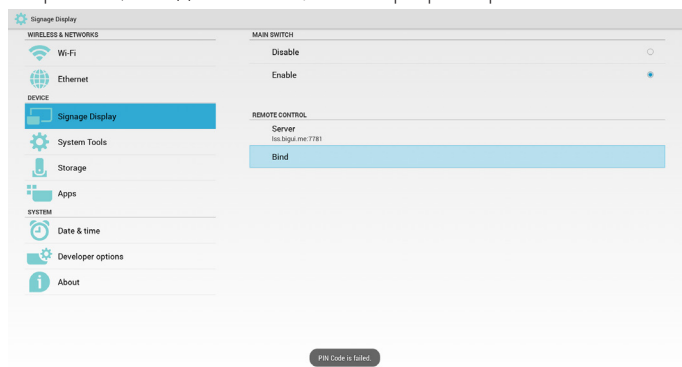 Signage Display
WIRELESS & NETWORKS
Wi-Fi
Ethernet
DEVICE
Signage Display
System Tools
Storage
Apps
SYSTEM
Date & time
Developer options
About
MAIN SWITCH
Disable
Enable
REMOTE CONTROL
Server
lss.bigui.me:7781
Bind
PIN Code is failed.